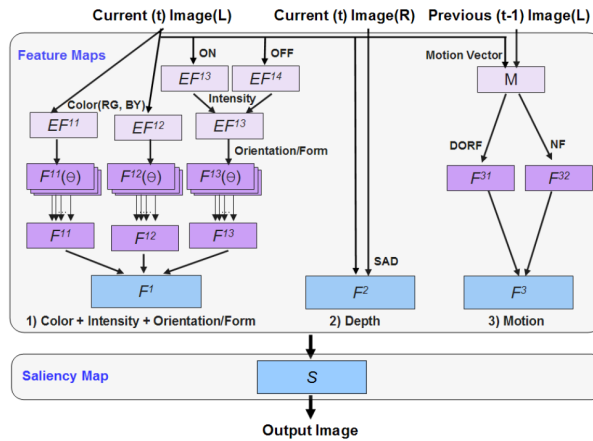 Current (t) Image(L) Current (t) Image(R) Previous (t-1) Image(L)
Feature Maps
ON OFF
Motion Vector
EF13 EF14 M
Color(RG, BY) Intensity
EF11 EF12 EF13
Orientation/Form DORF NF
F11(Θ) F12(Θ) F13(Θ) F31 F32
F11 F12 F13
SAD
F1 F2 F3
1) Color + Intensity + Orientation/Form 2) Depth 3) Motion
Saliency Map
S
Output Image